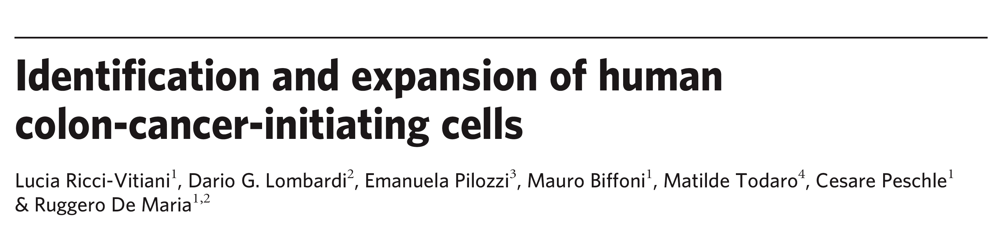 Identification and expansion of human
colon-cancer-initiating cells
Lucia Ricci-Vitiani¹, Dario G. Lombardi², Emanuela Pilozzi³, Mauro Biffoni¹, Matilde Todaro⁴, Cesare Peschle¹
& Ruggero De Maria¹,²